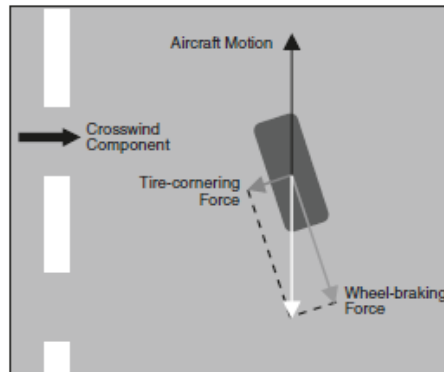 Aircraft Motion
Crosswind
Component
Tire-cornering
Force
Wheel-braking
Force